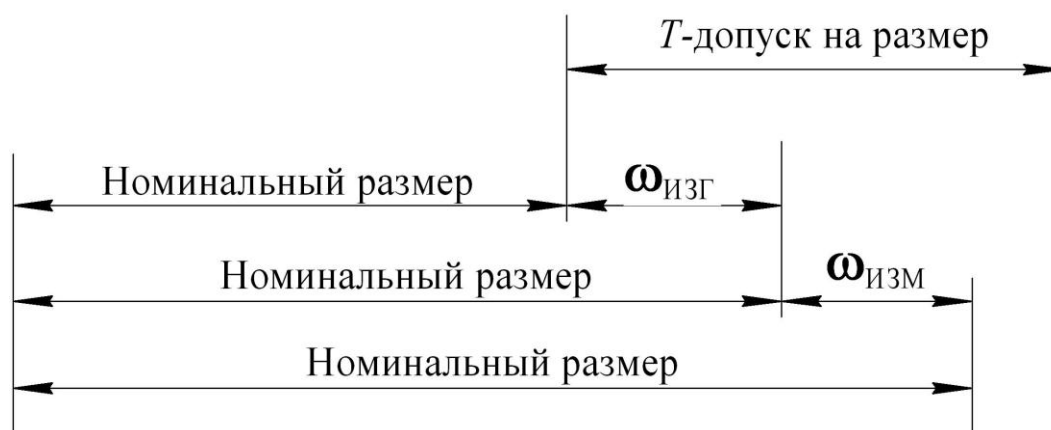 T-допуск на размер
Номинальный размер
ωИЗГ
Номинальный размер
ωИЗМ
Номинальный размер